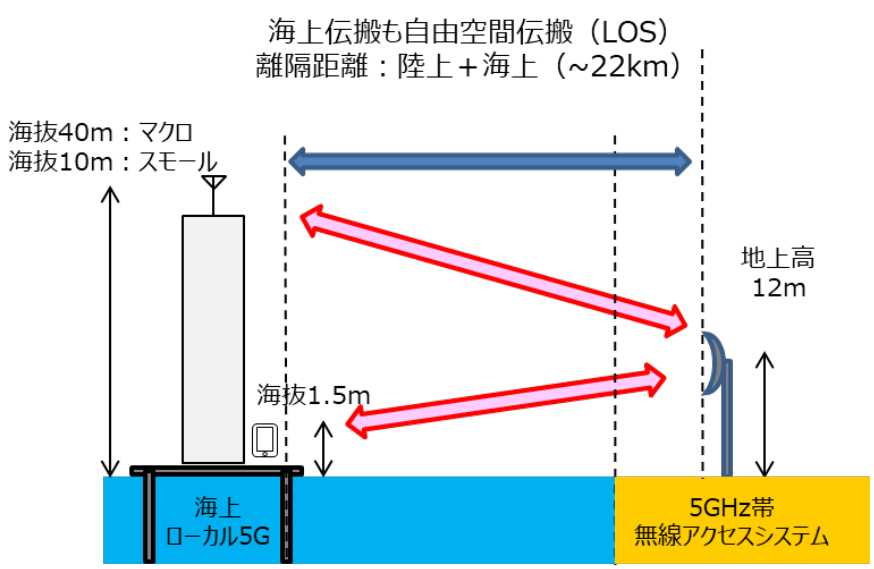 海上伝搬も自由空間伝搬（LOS）
離隔距離：陸上＋海上（~22km）
海抜40m：マクロ
海抜10m：スモール
地上高
12m
海抜1.5m
海上
ローカル5G
5GHz帯
無線アクセスシステム